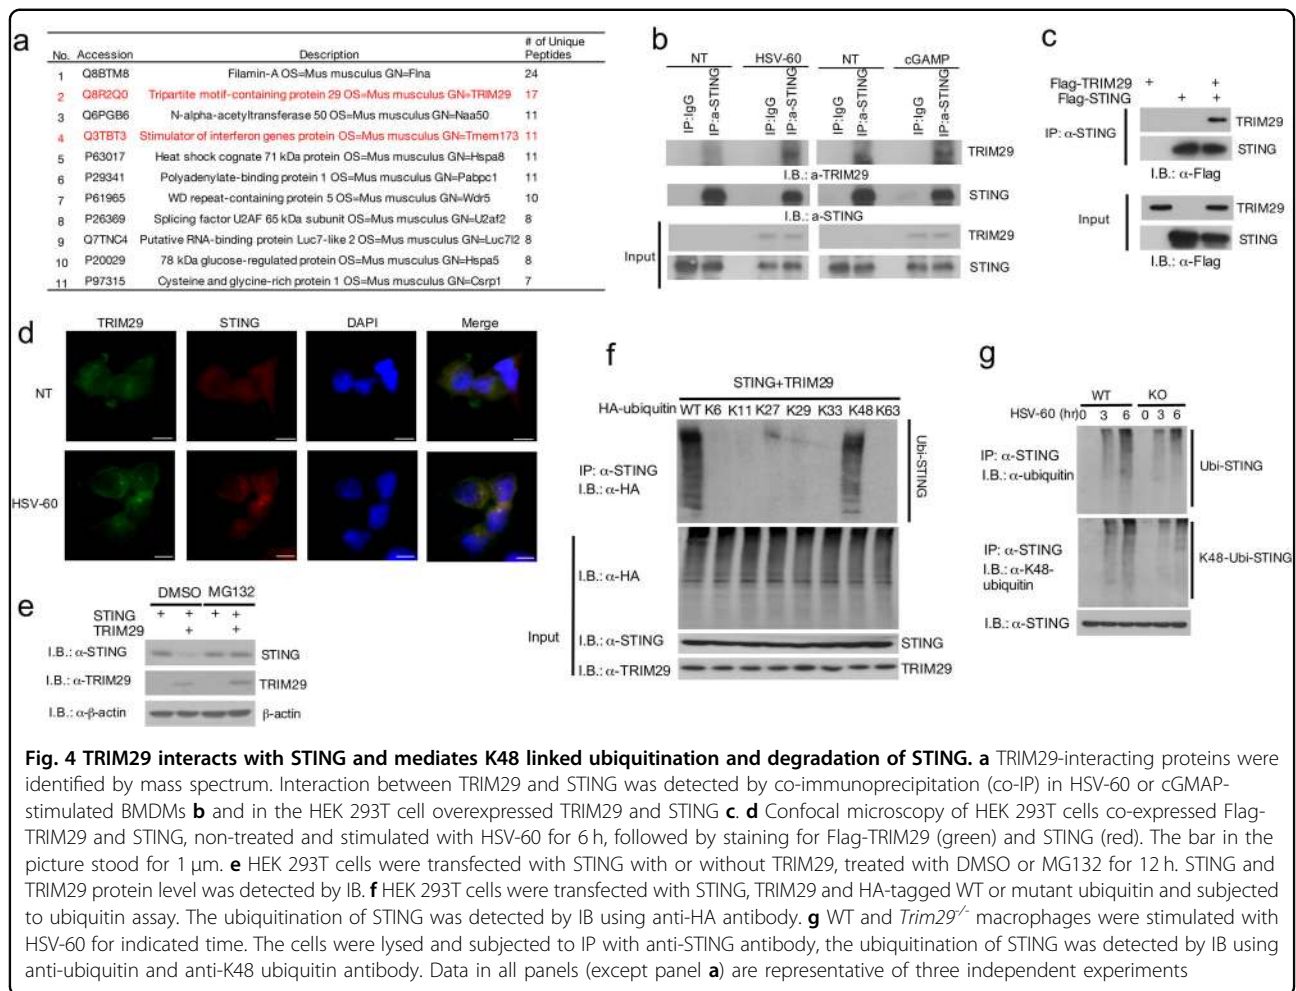 a
No. Accession Description # of Unique Peptides
1 Q8BTM8 Filamin-A OS=Mus musculus GN=Flna 24
2 Q8R2Q0 Tripartite motif-containing protein 29 OS=Mus musculus GN=TRIM29 17
3 Q6PGB6 N-alpha-acetyltransferase 50 OS=Mus musculus GN=Naa50 11
4 Q3TBT3 Stimulator of interferon genes protein OS=Mus musculus GN=Tmem173 11
5 P63017 Heat shock cognate 71 kDa protein OS=Mus musculus GN=Hspa8 11
6 P29341 Polyadenylate-binding protein 1 OS=Mus musculus GN=Pabpc1 11
7 P61965 WD repeat-containing protein 5 OS=Mus musculus GN=Wdr5 10
8 P26369 Splicing factor U2AF 65 kDa subunit OS=Mus musculus GN=U2af2 8
9 Q7TNC4 Putative RNA-binding protein Luc7-like 2 OS=Mus musculus GN=Luc7l2 8
10 P20029 78 kDa glucose-regulated protein OS=Mus musculus GN=Hspa5 8
11 P97315 Cysteine and glycine-rich protein 1 OS=Mus musculus GN=Csrp1 7
b
NT HSV-60 NT cGAMP
IP:IgG IP:a-STING IP:IgG IP:a-STING IP:IgG IP:a-STING IP:IgG IP:a-STING
TRIM29
I.B.: a-TRIM29
STING
I.B.: a-STING
TRIM29
Input
STING
c
Flag-TRIM29 + +
Flag-STING + +
IP: α-STING
TRIM29
STING
I.B.: α-Flag
Input
TRIM29
STING
I.B.: α-Flag
d
TRIM29 STING DAPI Merge
NT
HSV-60
e
DMSO MG132
STING + + + +
TRIM29 + +
I.B.: α-STING STING
I.B.: α-TRIM29 TRIM29
I.B.: α-β-actin β-actin
f
STING+TRIM29
HA-ubiquitin WT K6 K11 K27 K29 K33 K48 K63
IP: α-STING
I.B.: α-HA
Ubi-STING
I.B.: α-HA
Input
I.B.: α-STING STING
I.B.: α-TRIM29 TRIM29
g
WT KO
HSV-60 (hr) 0 3 6 0 3 6
IP: α-STING
I.B.: α-ubiquitin
Ubi-STING
IP: α-STING
I.B.: α-K48-
ubiquitin
K48-Ubi-STING
I.B.: α-STING
Fig. 4 TRIM29 interacts with STING and mediates K48 linked ubiquitination and degradation of STING. a TRIM29-interacting proteins were
identified by mass spectrum. Interaction between TRIM29 and STING was detected by co-immunoprecipitation (co-IP) in HSV-60 or cGMAP-
stimulated BMDMs b and in the HEK 293T cell overexpressed TRIM29 and STING c. d Confocal microscopy of HEK 293T cells co-expressed Flag-
TRIM29 and STING, non-treated and stimulated with HSV-60 for 6 h, followed by staining for Flag-TRIM29 (green) and STING (red). The bar in the
picture stood for 1 μm. e HEK 293T cells were transfected with STING with or without TRIM29, treated with DMSO or MG132 for 12 h. STING and
TRIM29 protein level was detected by IB. f HEK 293T cells were transfected with STING, TRIM29 and HA-tagged WT or mutant ubiquitin and subjected
to ubiquitin assay. The ubiquitination of STING was detected by IB using anti-HA antibody. g WT and Trim29-/- macrophages were stimulated with
HSV-60 for indicated time. The cells were lysed and subjected to IP with anti-STING antibody, the ubiquitination of STING was detected by IB using
anti-ubiquitin and anti-K48 ubiquitin antibody. Data in all panels (except panel a) are representative of three independent experiments